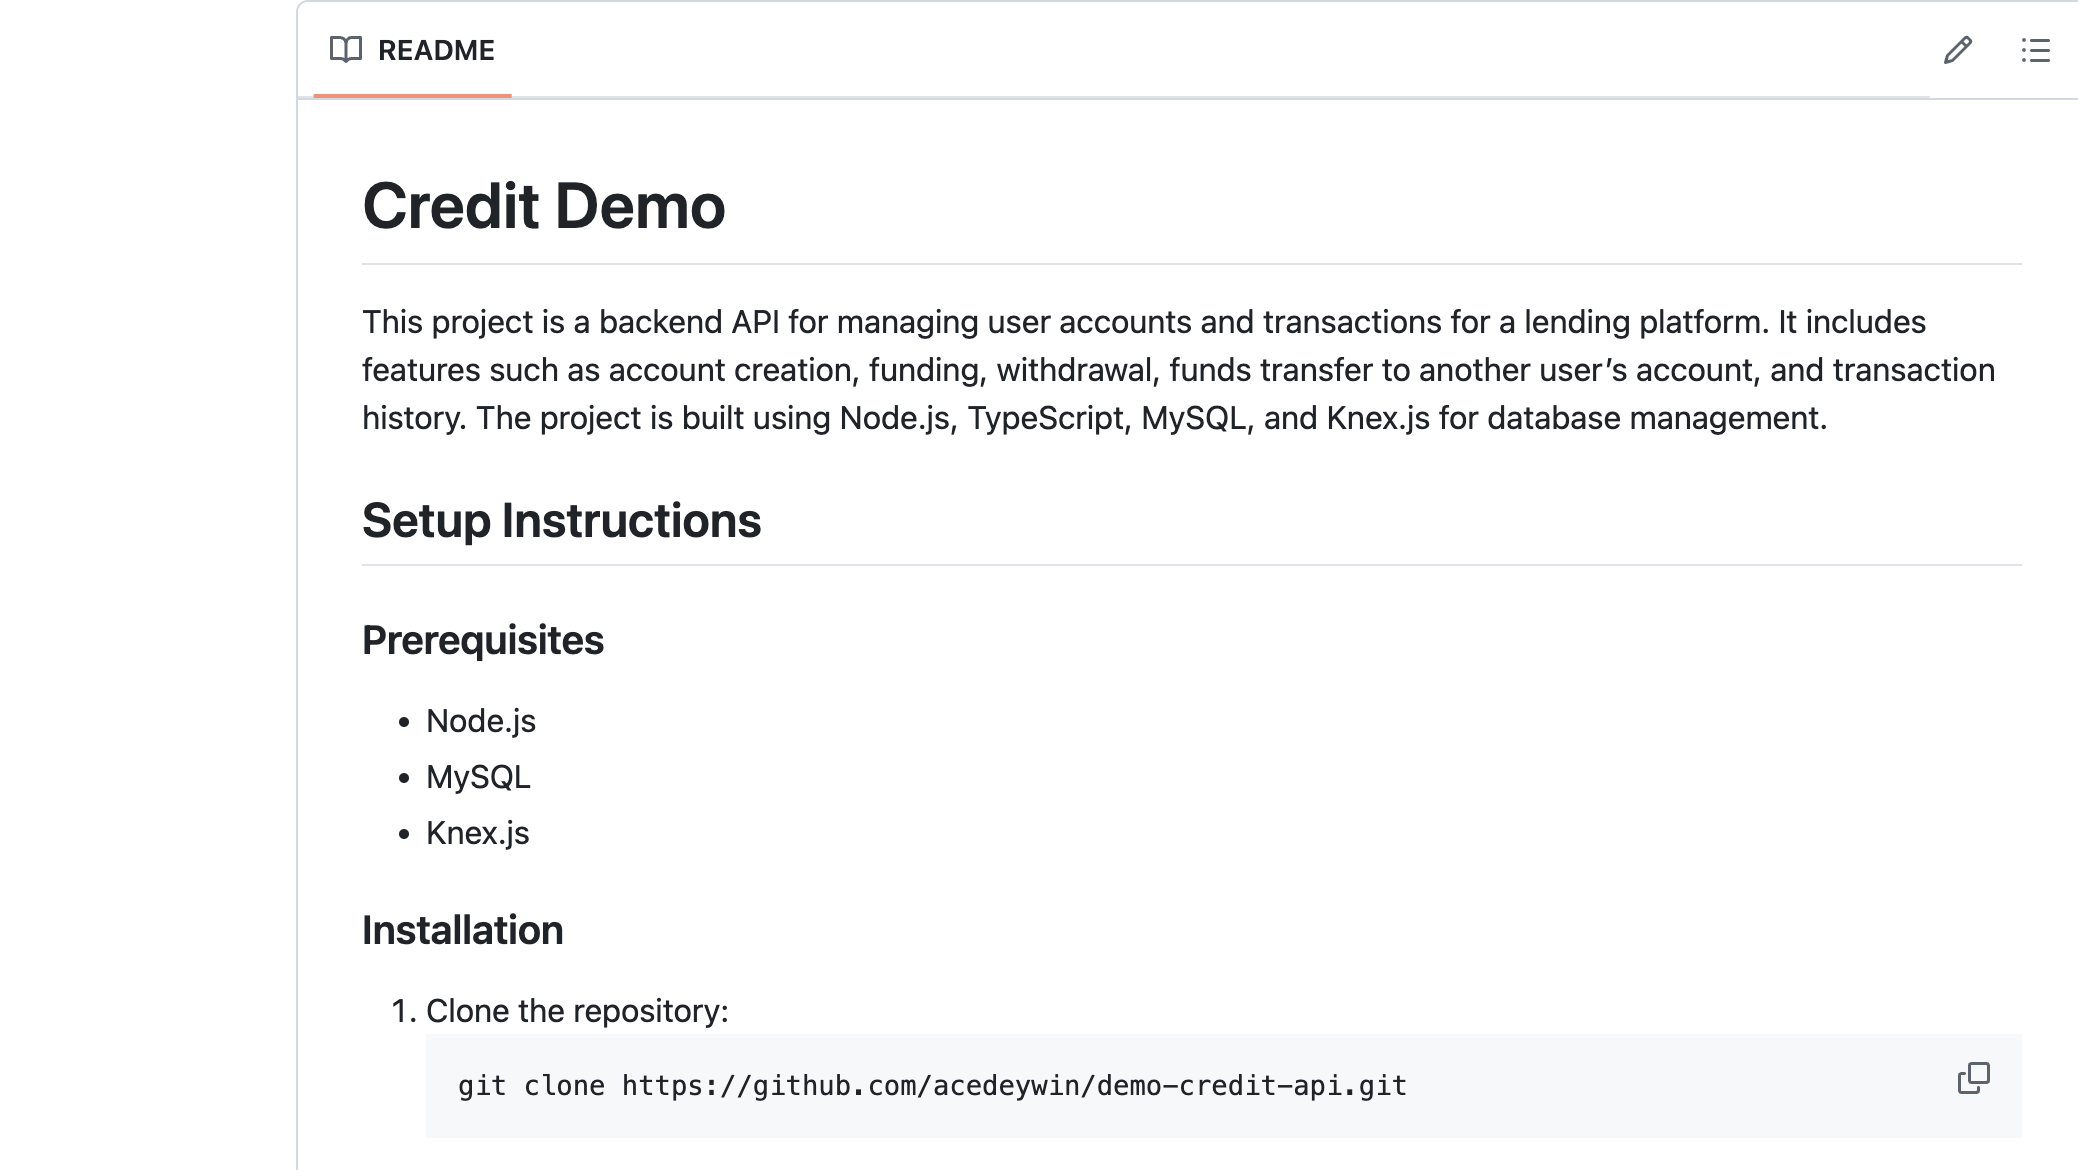 README
Credit Demo
This project is a backend API for managing user accounts and transactions for a lending platform. It includes
features such as account creation, funding, withdrawal, funds transfer to another user’s account, and transaction
history. The project is built using Node.js, TypeScript, MySQL, and Knex.js for database management.
Setup Instructions
Prerequisites
• Node.js
• MySQL
• Knex.js
Installation
1. Clone the repository:
git clone https://github.com/acedeywin/demo-credit-api.git